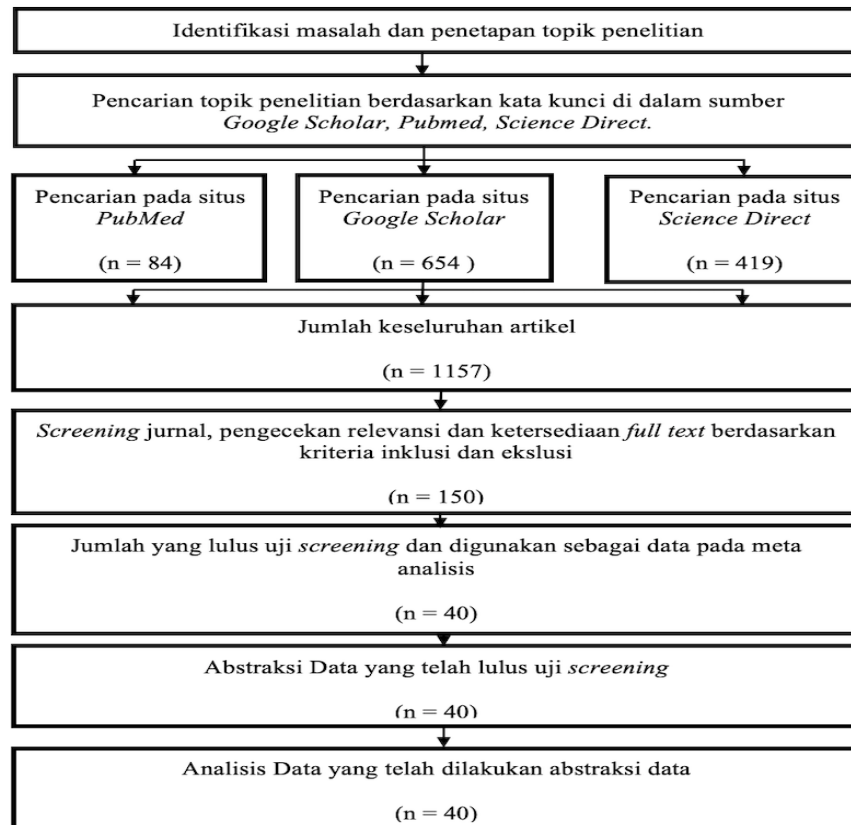 Identifikasi masalah dan penetapan topik penelitian
Pencarian topik penelitian berdasarkan kata kunci di dalam sumber
Google Scholar, Pubmed, Science Direct.
Pencarian pada situs
PubMed
(n = 84)
Pencarian pada situs
Google Scholar
(n = 654 )
Pencarian pada situs
Science Direct
(n = 419)
Jumlah keseluruhan artikel
(n = 1157)
Screening jurnal, pengecekan relevansi dan ketersediaan full text berdasarkan
kriteria inklusi dan ekslusi
(n = 150)
Jumlah yang lulus uji screening dan digunakan sebagai data pada meta
analisis
(n = 40)
Abstraksi Data yang telah lulus uji screening
(n = 40)
Analisis Data yang telah dilakukan abstraksi data
(n = 40)